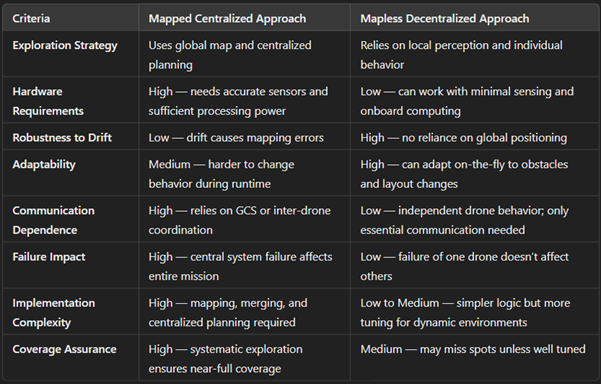 Criteria Mapped Centralized Approach Mapless Decentralized Approach
Exploration Strategy Uses global map and centralized Relies on local perception and individual
planning behavior
Hardware High — needs accurate sensors and Low — can work with minimal sensing and
Requirements sufficient processing power onboard computing
Robustness to Drift Low — drift causes mapping errors High — no reliance on global positioning
Adaptability Medium — harder to change High — can adapt on-the-fly to obstacles
behavior during runtime and layout changes
Communication High — relies on GCS or inter-drone Low — independent drone behavior; only
Dependence coordination essential communication needed
Failure Impact High — central system failure affects Low — failure of one drone doesn't affect
entire mission others
Implementation High — mapping, merging, and Low to Medium — simpler logic but more
Complexity centralized planning required tuning for dynamic environments
Coverage Assurance High — systematic exploration Medium — may miss spots unless well tuned
ensures near-full coverage